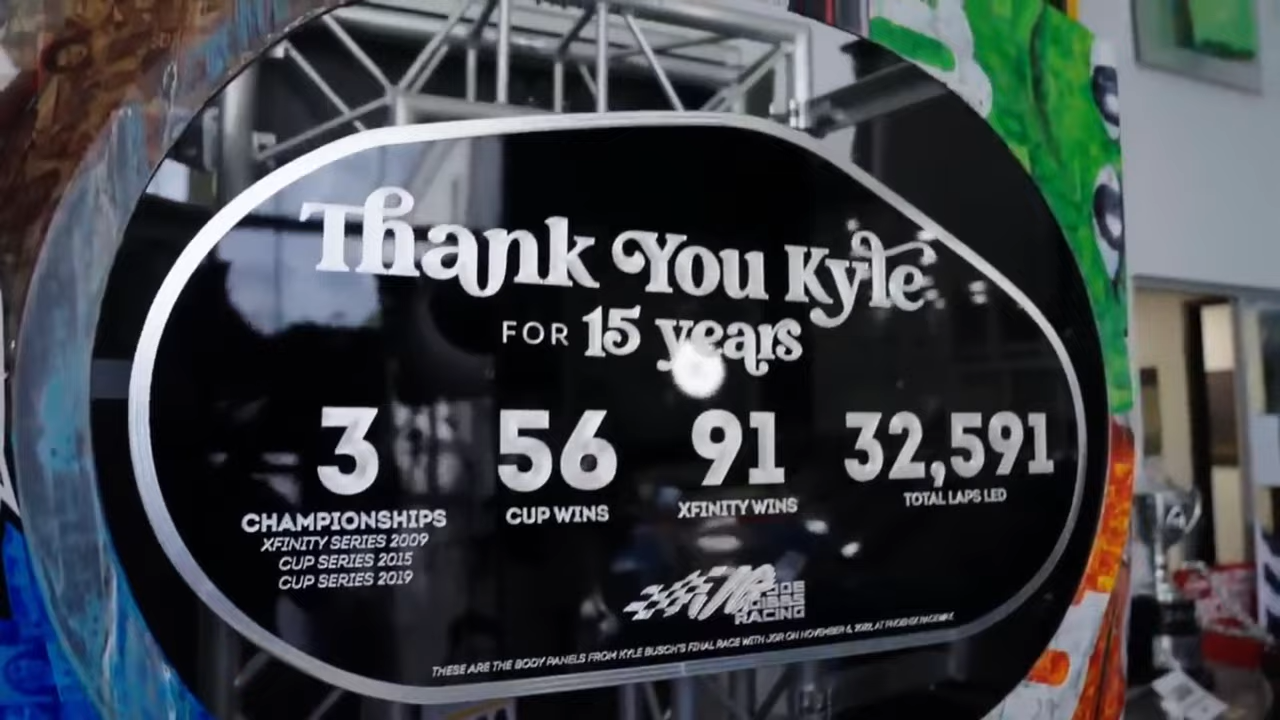 Thank You Kyle
FOR 15 years
3
CHAMPIONSHIPS
XFINITY SERIES 2009
CUP SERIES 2015
CUP SERIES 2019
56
CUP WINS
91
XFINITY WINS
32,591
TOTAL LAPS LED
JOE
GIBBS
RACING
THESE ARE THE BODY PANELS FROM KYLE BUSCH'S FINAL RACE WITH JGR ON NOVEMBER 6, 2022, AT PHOENIX RACEWAY.